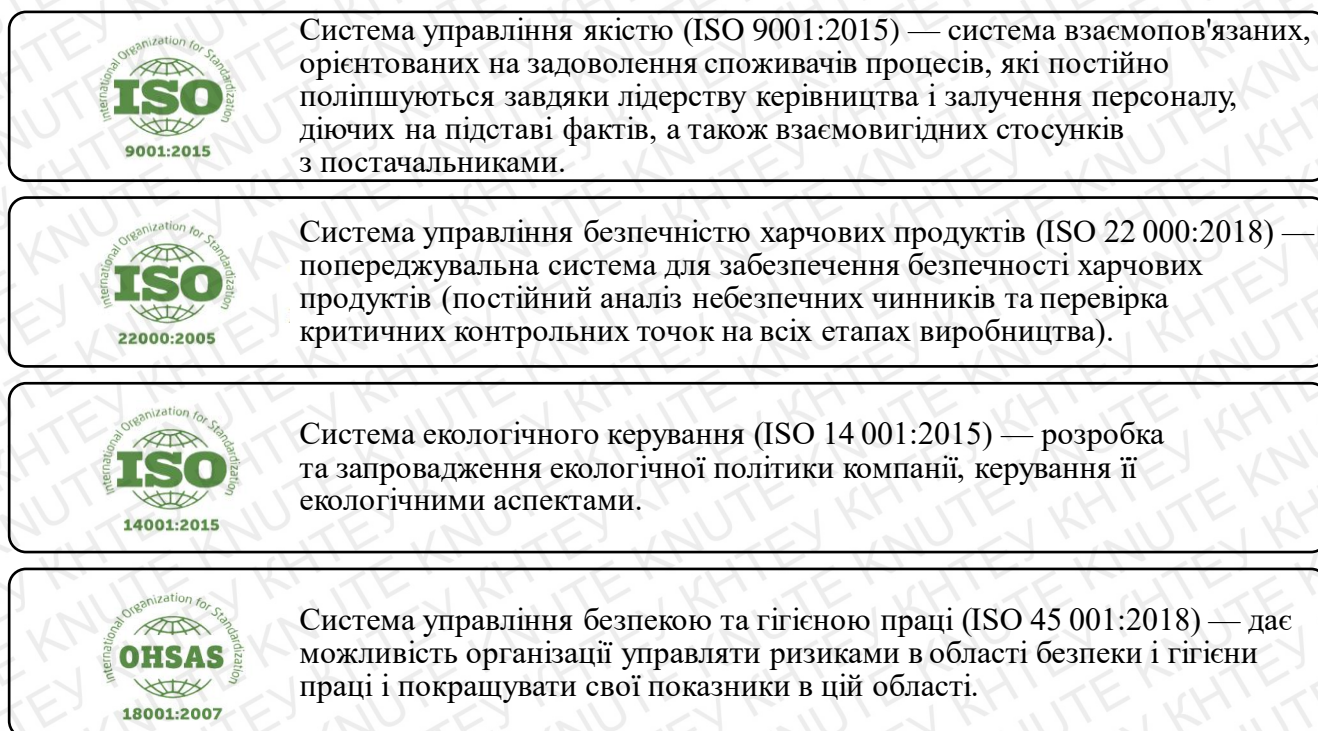 International Organization for Standardization
ISO
9001:2015
Система управління якістю (ISO 9001:2015) — система взаємопов'язаних,
орієнтованих на задоволення споживачів процесів, які постійно
поліпшуються завдяки лідерству керівництва і залучення персоналу,
діючих на підставі фактів, а також взаємовигідних стосунків
з постачальниками.
International Organization for Standardization
ISO
22000:2005
Система управління безпечністю харчових продуктів (ISO 22 000:2018) —
попереджувальна система для забезпечення безпечності харчових
продуктів (постійний аналіз небезпечних чинників та перевірка
критичних контрольних точок на всіх етапах виробництва).
International Organization for Standardization
ISO
14001:2015
Система екологічного керування (ISO 14 001:2015) — розробка
та запровадження екологічної політики компанії, керування її
екологічними аспектами.
International Organization for Standardization
OHSAS
18001:2007
Система управління безпекою та гігієною праці (ISO 45 001:2018) — дає
можливість організації управляти ризиками в області безпеки і гігієни
праці і покращувати свої показники в цій області.